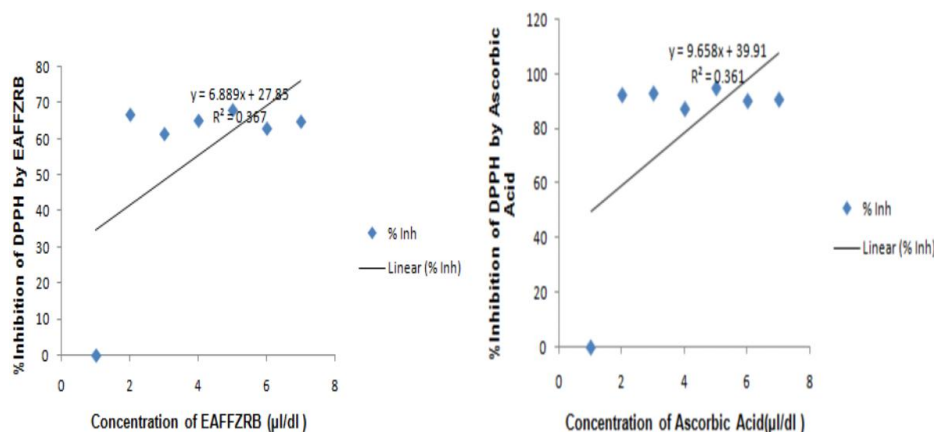 %Inhibition of DPPH by EAFFZRB
80
70
60
50
40
30
20
10
0
0 2 4 6 8
y = 6.889x + 27.85
R² = 0.367
% Inh
Linear (% Inh)
Concentration of EAFFZRB (µl/dl )
%Inhibition of DPPH by Ascorbic
Acid
120
100
80
60
40
20
0
0 2 4 6 8
y = 9.658x + 39.91
R² = 0.361
% Inh
Linear (% Inh)
Concentration of Ascorbic Acid(µl/dl )